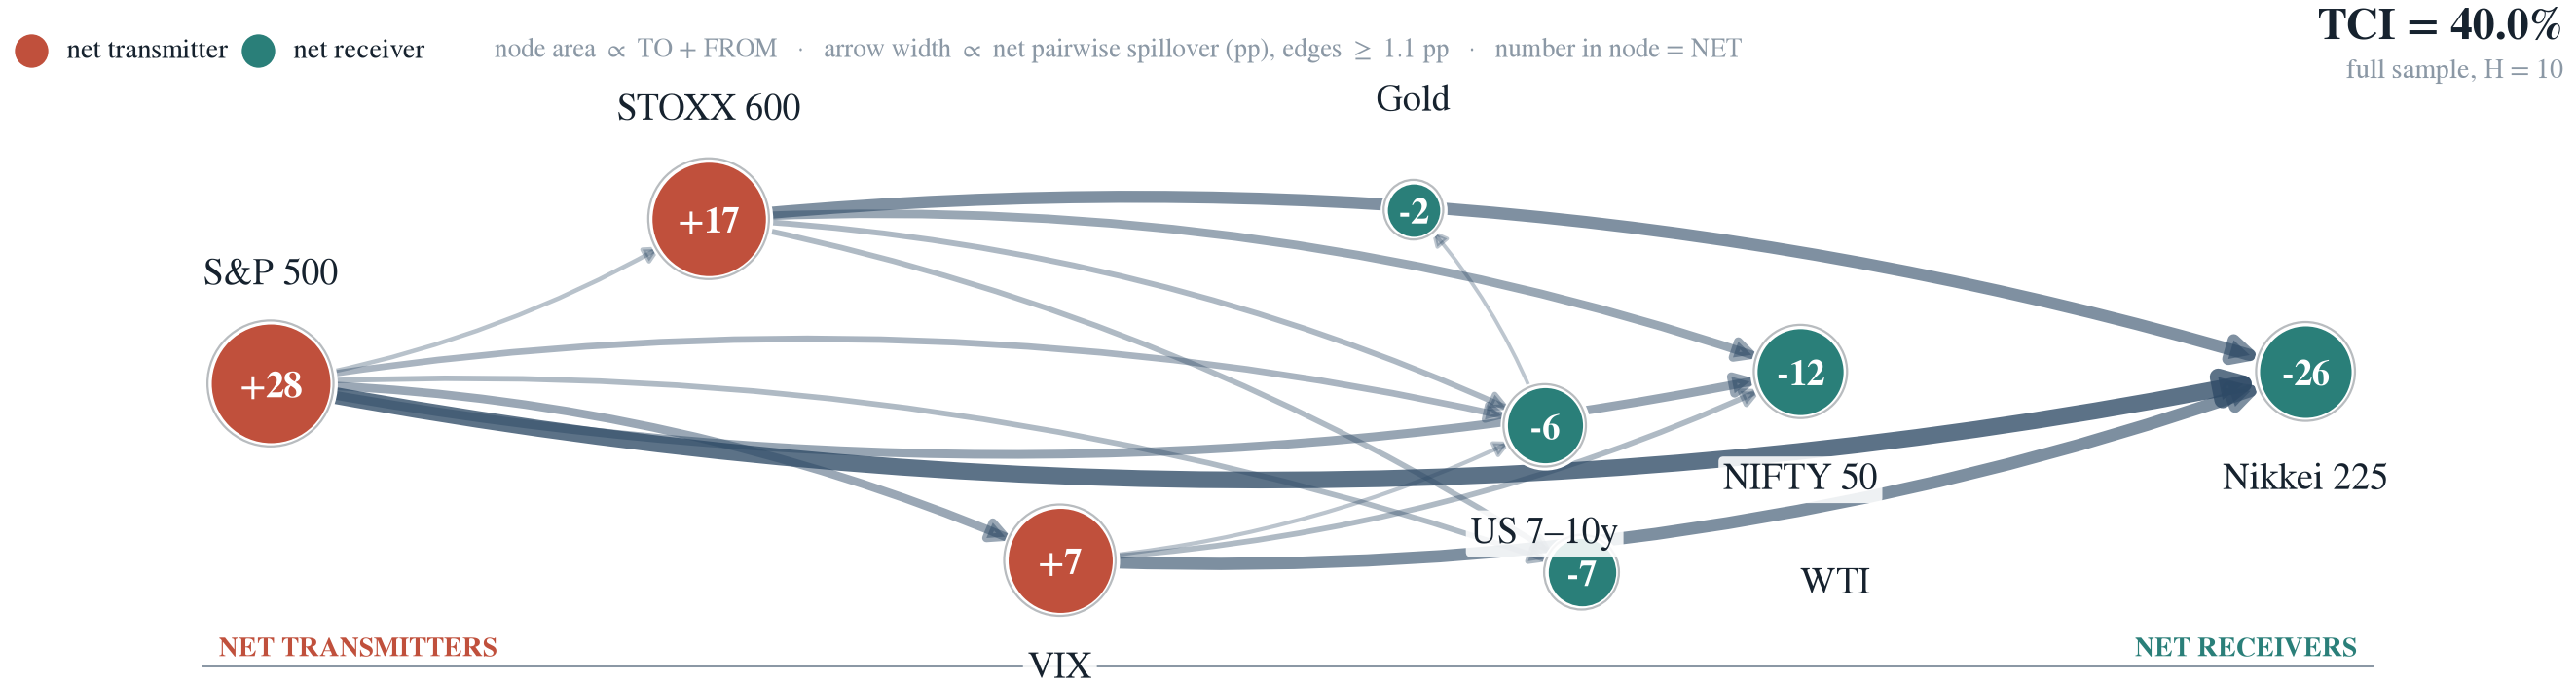 TCI = 40.0%
net transmitter net receiver node area ∝ TO + FROM · arrow width ∝ net pairwise spillover (pp), edges ≥ 1.1 pp · number in node = NET
full sample, H = 10
STOXX 600 Gold
+17 -2
S&P 500
+28 -12 -26
-6
NIFTY 50 Nikkei 225
US 7–10y
+7 -7 WTI
NET TRANSMITTERS NET RECEIVERS
VIX